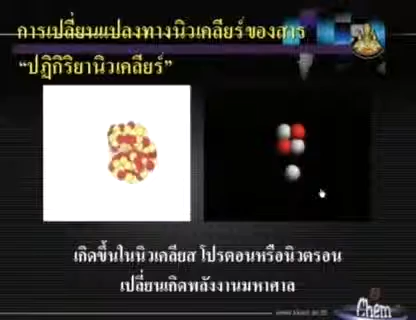 การเปลี่ยนแปลงทางนิวเคลียร์ของสาร
“ปฏิกิริยานิวเคลียร์”
เกิดขึ้นในนิวเคลียส โปรตอนหรือนิวตรอน
เปลี่ยนเกิดพลังงานมหาศาล
Chem